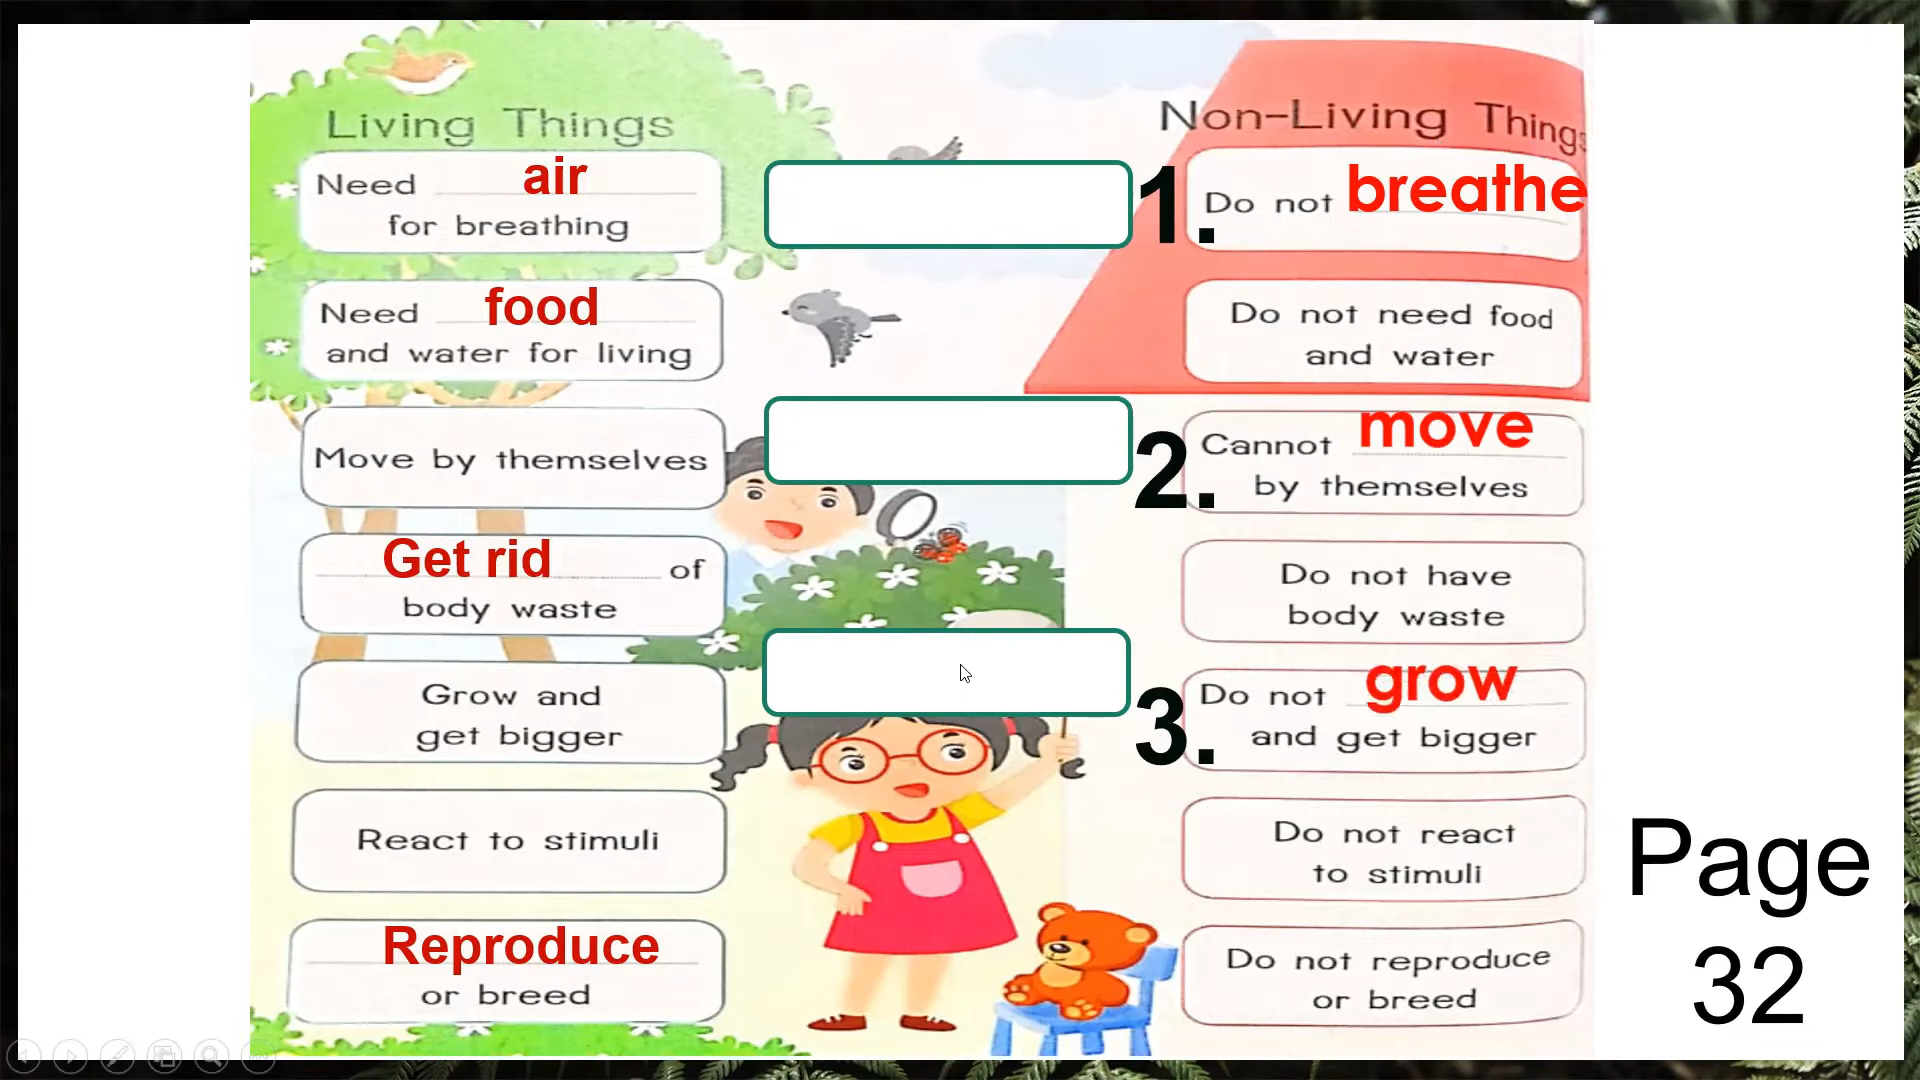 Living Things
Need air
for breathing
Need food
and water for living
Move by themselves
Get rid of
body waste
Grow and
get bigger
React to stimuli
Reproduce
or breed
Non-Living Things
1. Do not breathe
Do not need food
and water
2. Cannot move
by themselves
Do not have
body waste
3. Do not grow
and get bigger
Do not react
to stimuli
Do not reproduce
or breed
Page
32